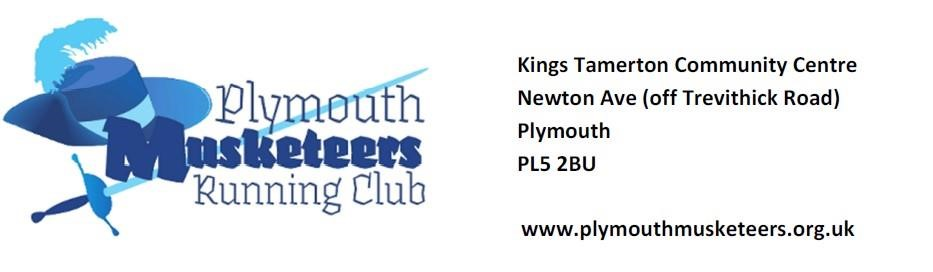 Plymouth
Musketeers
Running Club
Kings Tamerton Community Centre
Newton Ave (off Trevithick Road)
Plymouth
PL5 2BU
www.plymouthmusketeers.org.uk